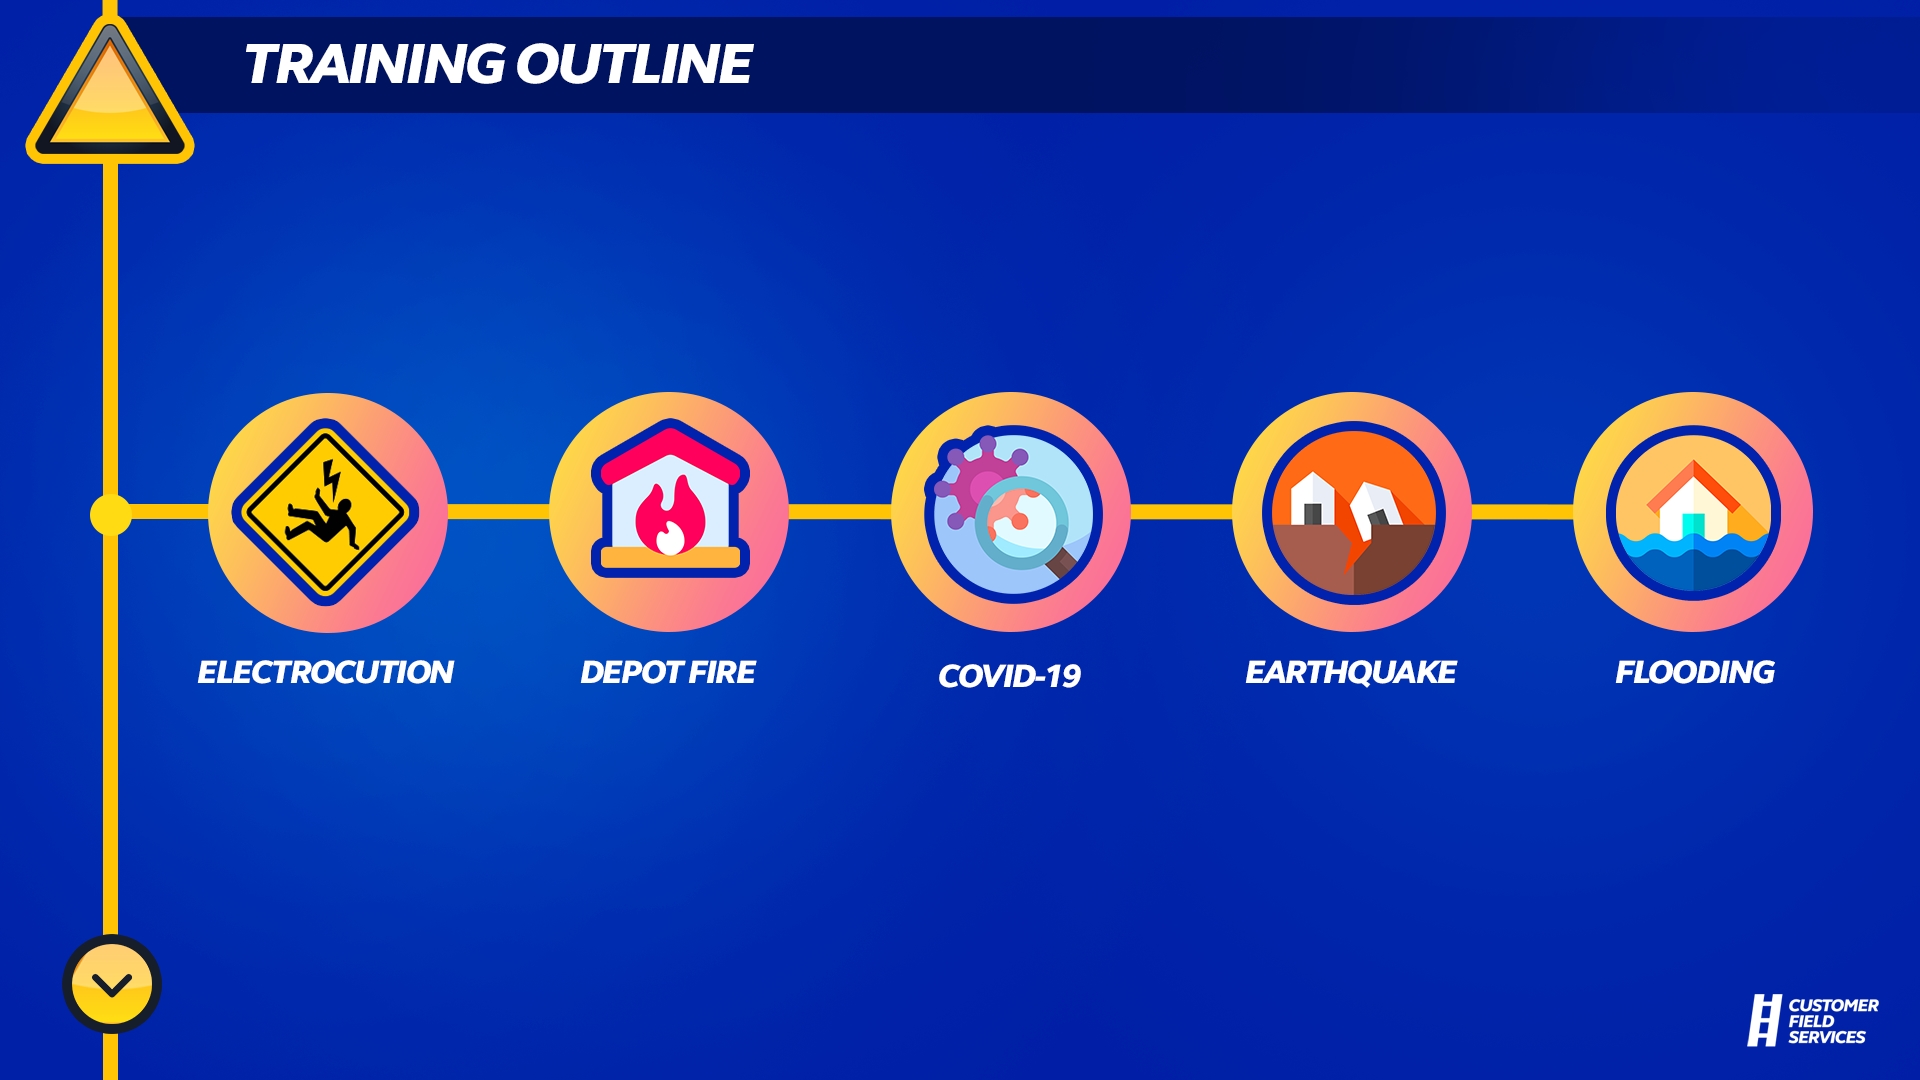 TRAINING OUTLINE
ELECTROCUTION
DEPOT FIRE
COVID-19
EARTHQUAKE
FLOODING
CUSTOMER
FIELD
SERVICES